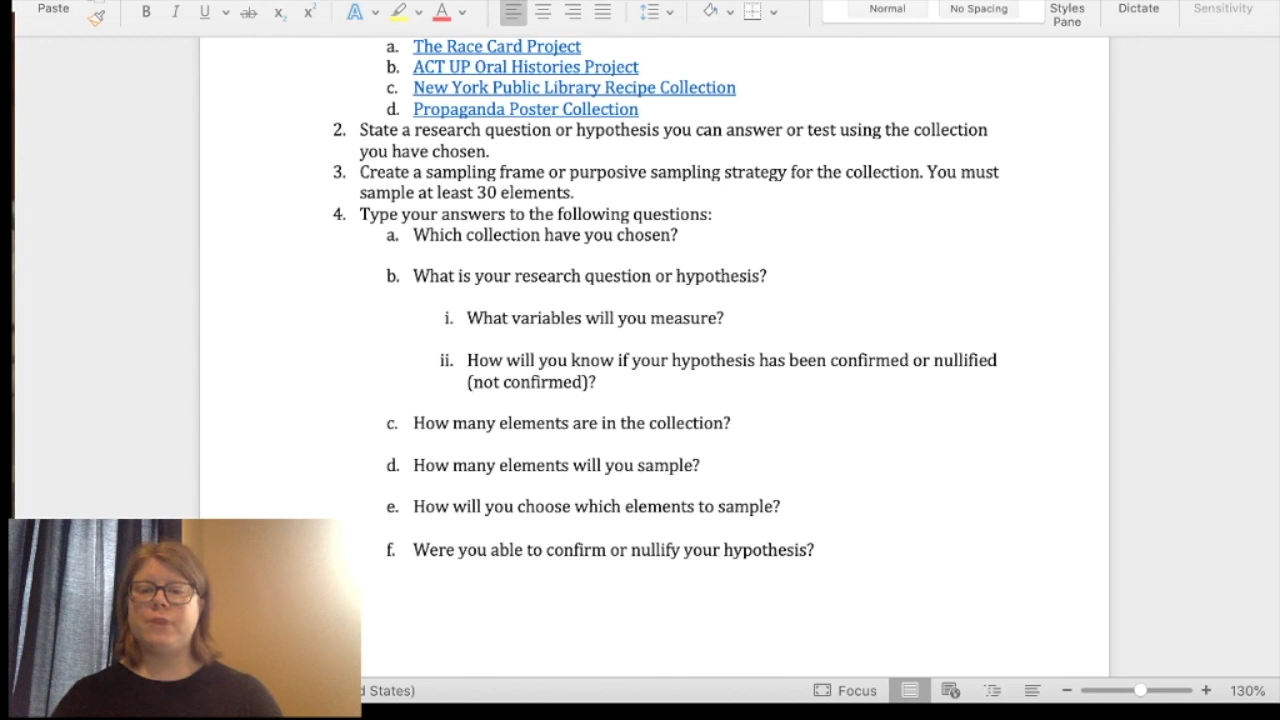 Paste
B I U ab x₂ x² A A
Normal
No Spacing
Styles
Pane
Dictate
Sensitivity
a. The Race Card Project
b. ACT UP Oral Histories Project
c. New York Public Library Recipe Collection
d. Propaganda Poster Collection
2. State a research question or hypothesis you can answer or test using the collection
you have chosen.
3. Create a sampling frame or purposive sampling strategy for the collection. You must
sample at least 30 elements.
4. Type your answers to the following questions:
a. Which collection have you chosen?
b. What is your research question or hypothesis?
i. What variables will you measure?
ii. How will you know if your hypothesis has been confirmed or nullified
(not confirmed)?
c. How many elements are in the collection?
d. How many elements will you sample?
e. How will you choose which elements to sample?
f. Were you able to confirm or nullify your hypothesis?
States)
Focus
130%